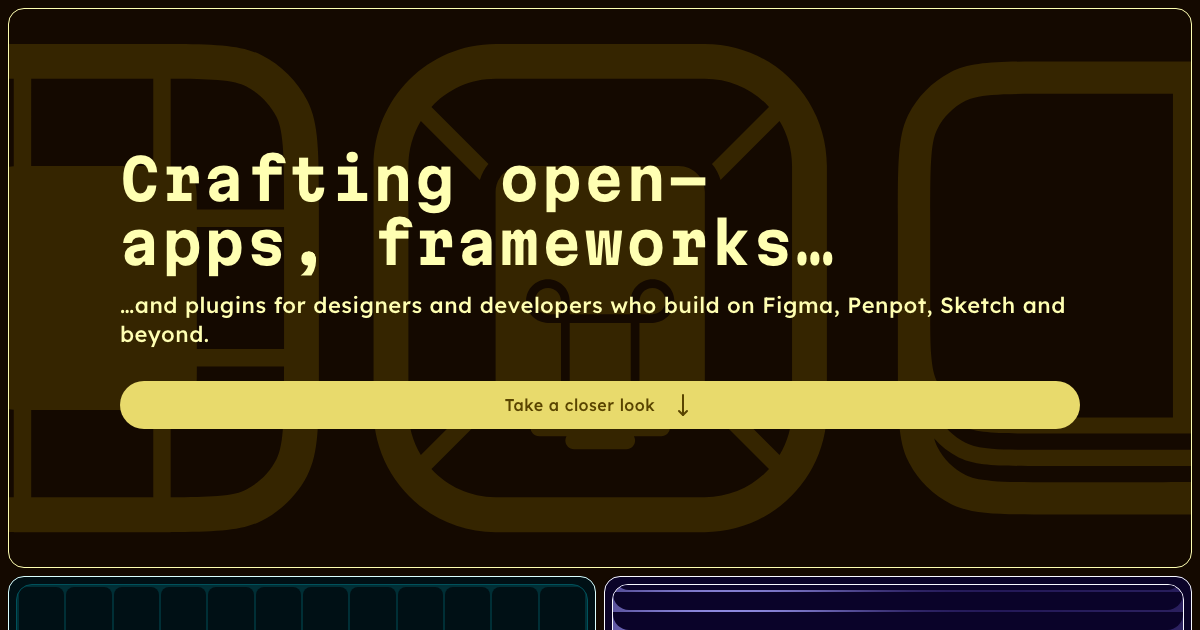 Crafting open–
apps, frameworks…
…and plugins for designers and developers who build on Figma, Penpot, Sketch and
beyond.
Take a closer look ↓